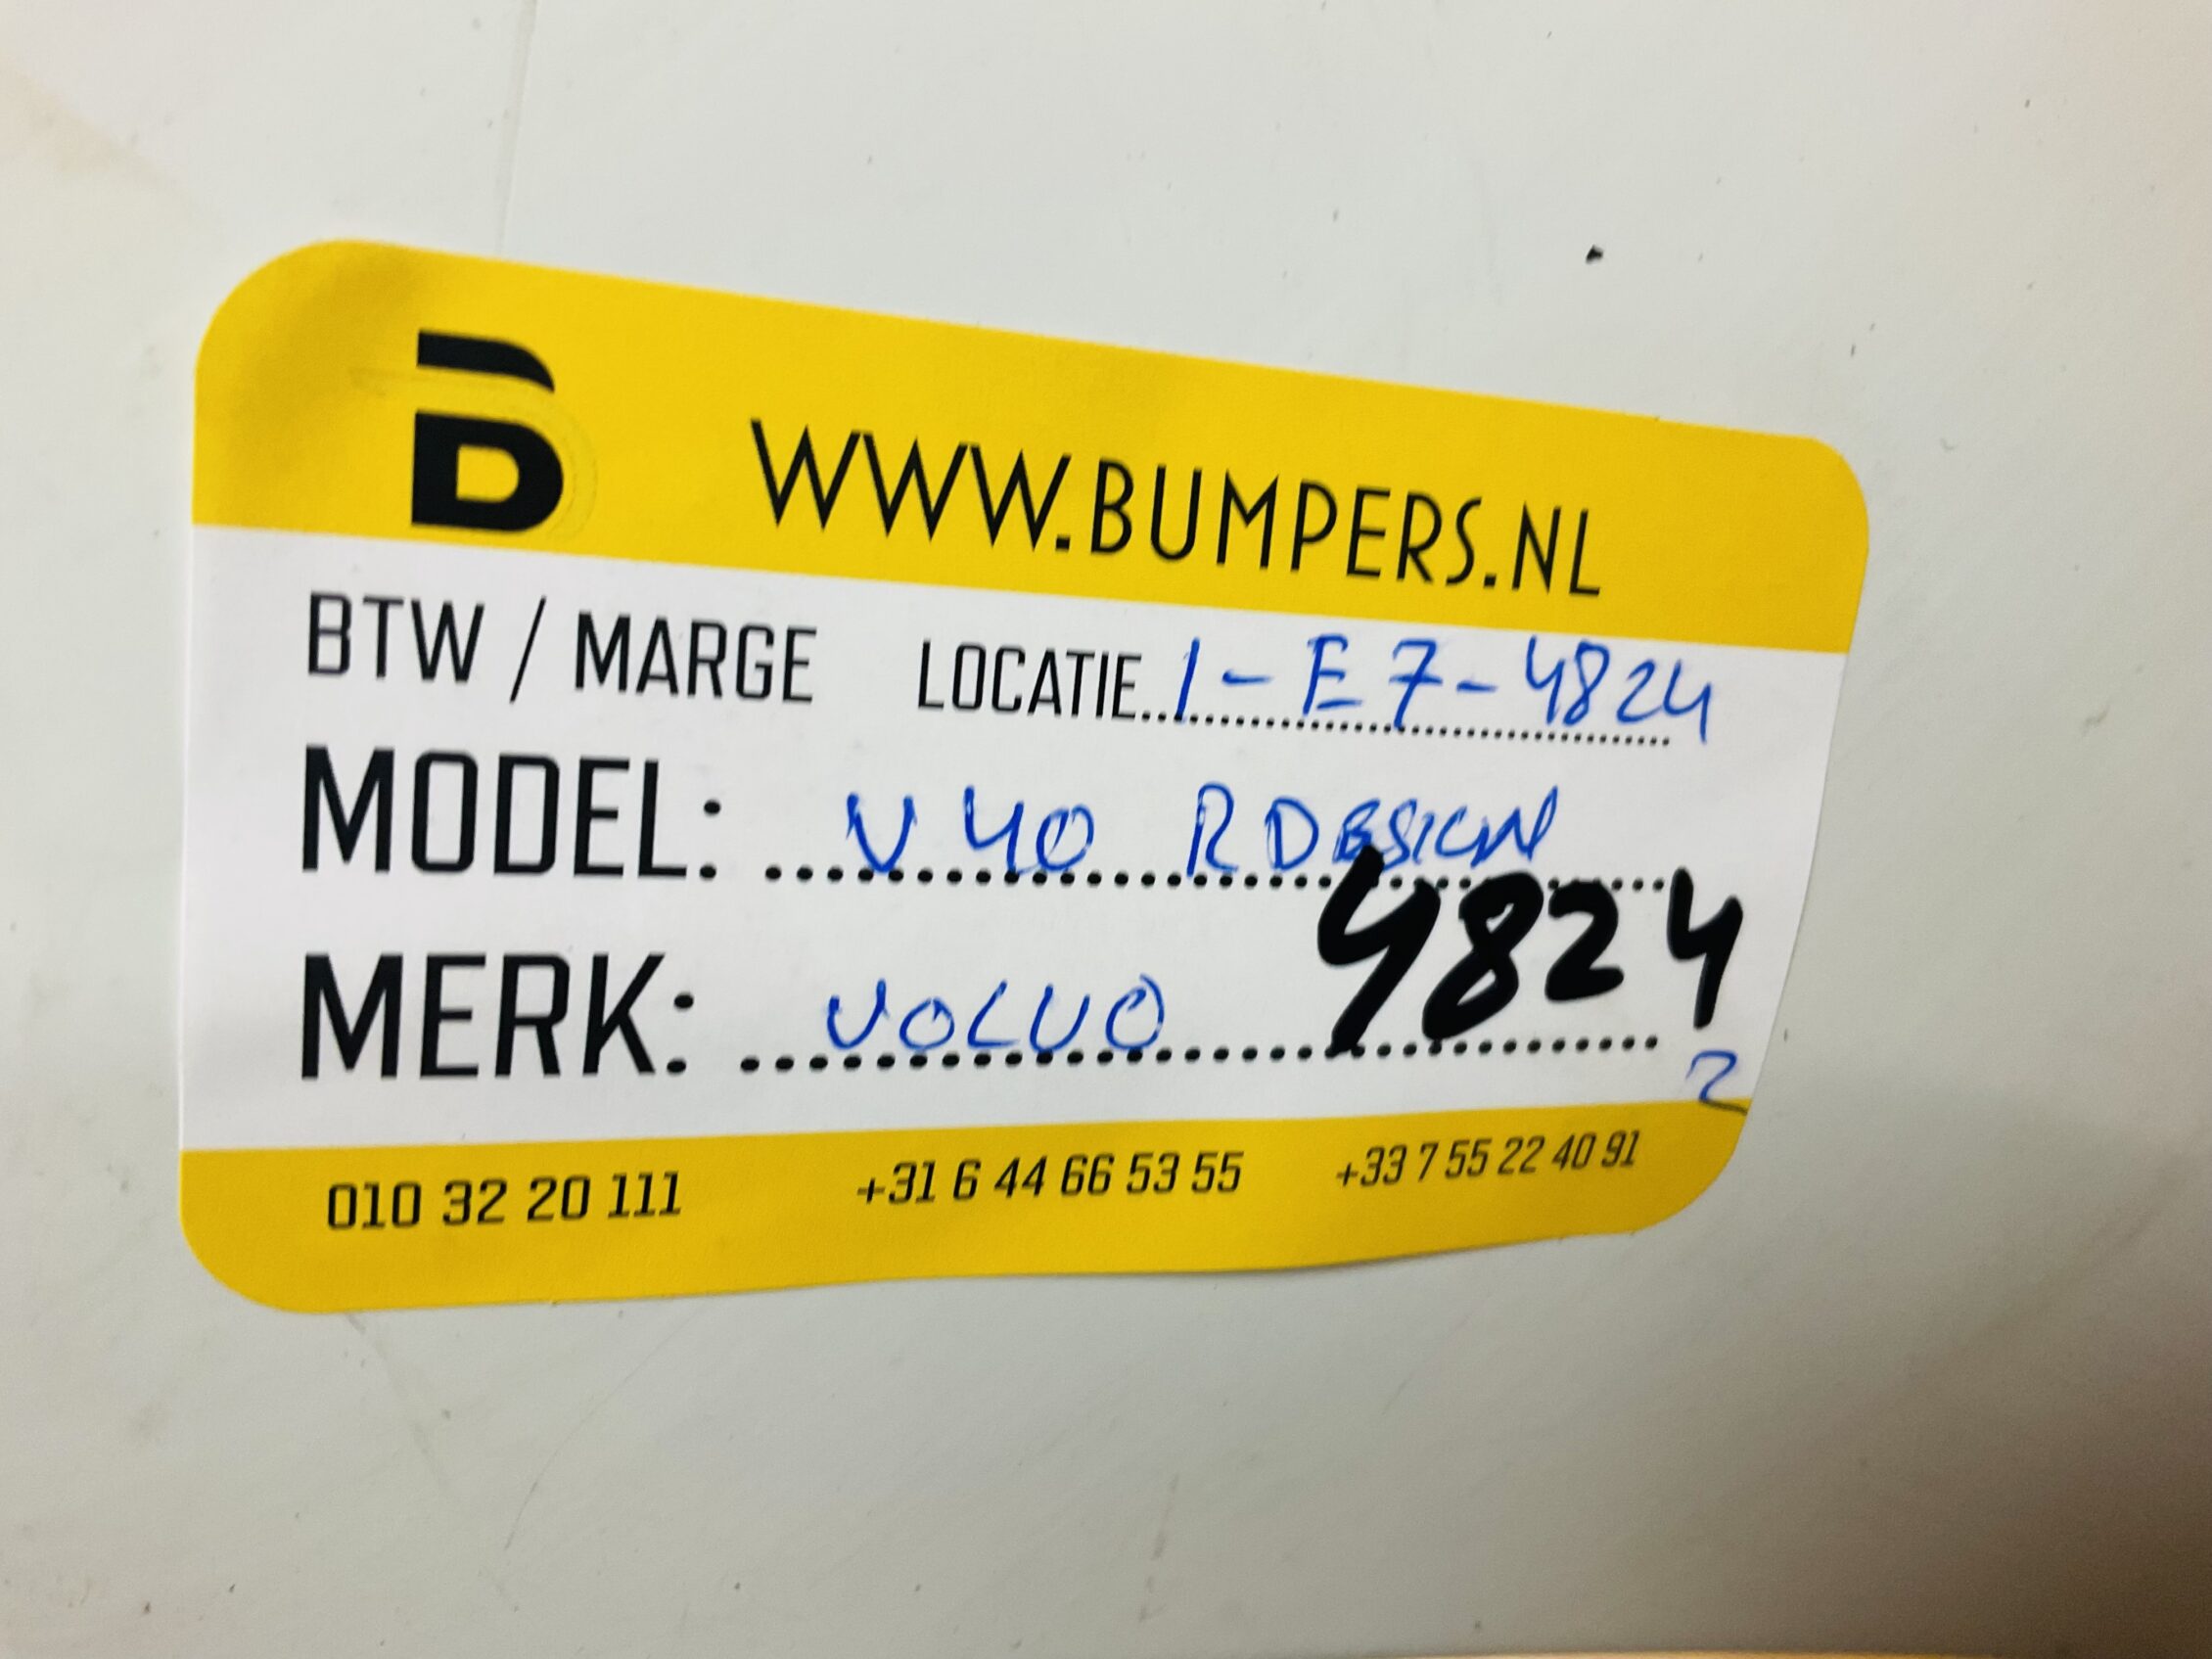 B WWW.BUMPERS.NL
BTW / MARGE LOCATIE 1-E7-4824
MODEL: V40 RDESIGN
MERK: VOLVO 4824
2
010 32 20 111 +31 6 44 66 53 55 +33 7 55 22 40 91